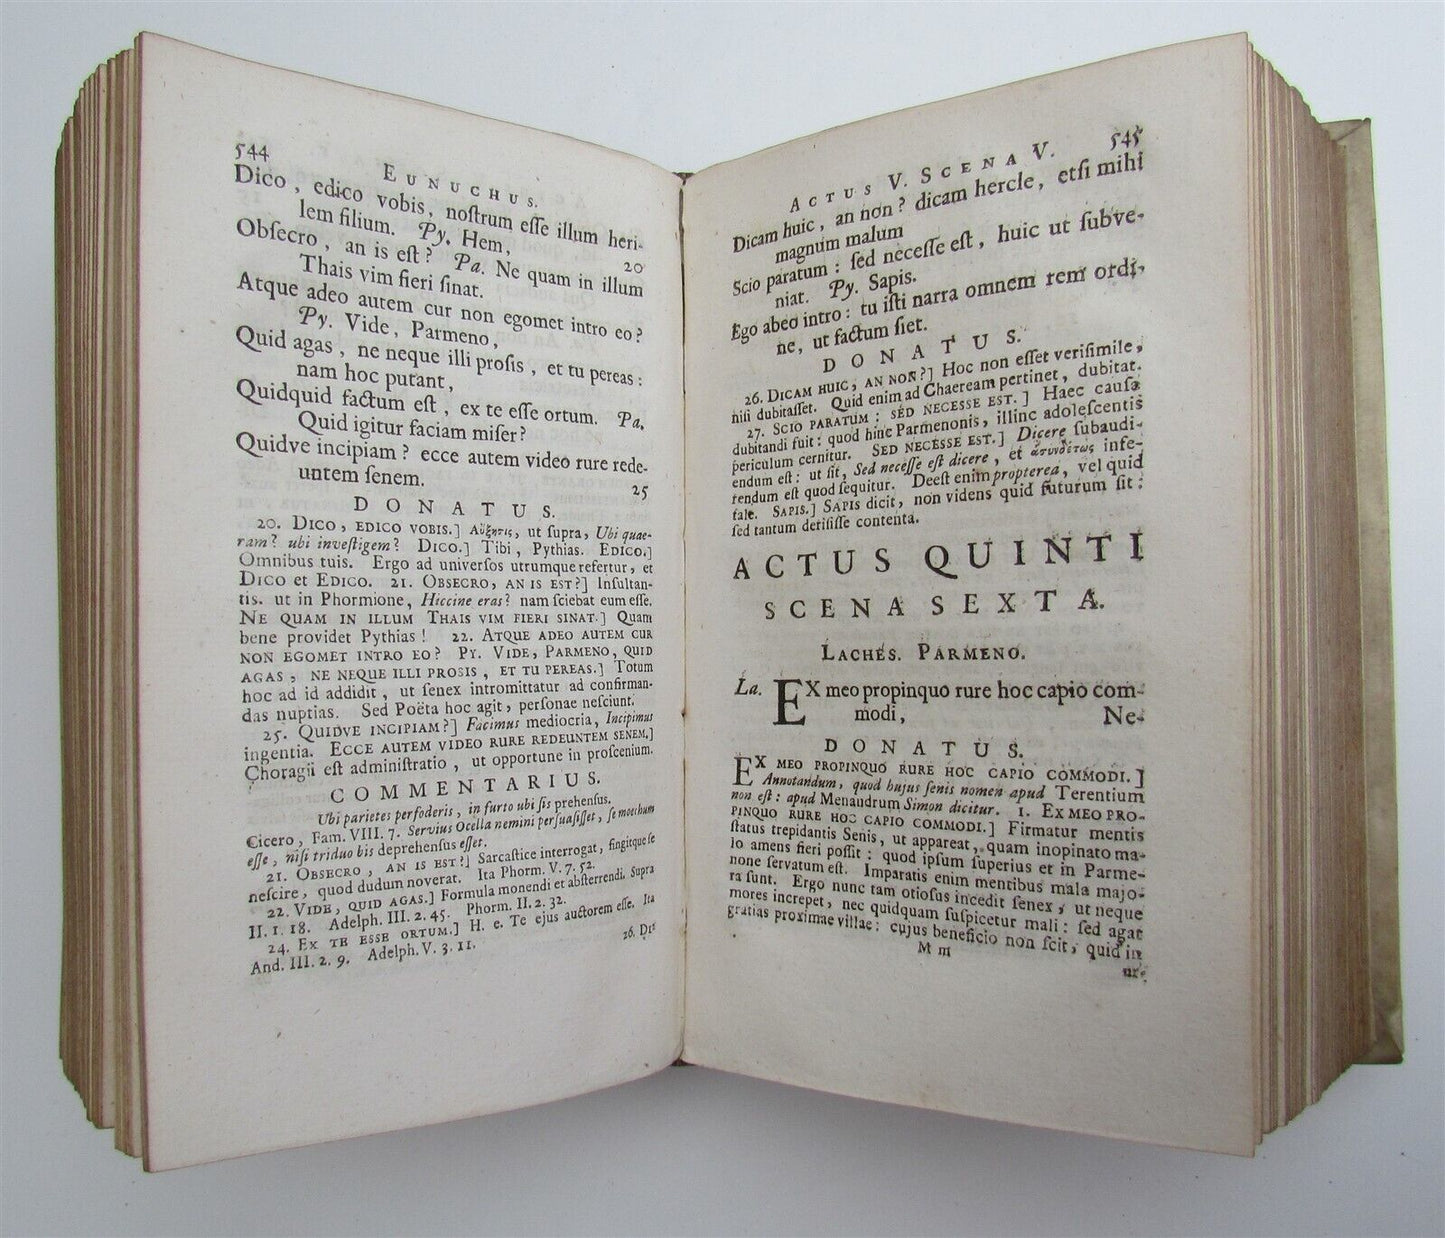 544
EUNUCHUS.
Dico, edico vobis, noſtrum eſſe illum heri-
lem filium. Py. Hem,
20
Obſecro, an is eſt? Pa. Ne quam in illum
Thais vim fieri ſinat.
Atque adeo autem cur non egomet intro eo?
Py. Vide, Parmeno,
Quid agas, ne neque illi proſis, et tu pereas:
nam hoc putant,
Quidquid factum eſt, ex te eſſe ortum. Pa.
Quid igitur faciam miſer?
Quidve incipiam? ecce autem video rure rede-
untem ſenem.
25
DONATUS.
20. DICO, EDICO VOBIS.] Αὔξησις, ut ſupra, Ubi quae-
ram? ubi inveſtigem? DICO.] Tibi, Pythias. EDICO.]
Omnibus tuis. Ergo ad univerſos utrumque refertur, et
DICO et EDICO. 21. OBSECRO, AN IS EST?] Inſultan-
tis. ut in Phormione, Hiccine eras? nam ſciebat eum eſſe.
NE QUAM IN ILLUM THAIS VIM FIERI SINAT.] Quam
bene providet Pythias! 22. ATQUE ADEO AUTEM CUR
NON EGOMET INTRO EO? PY. VIDE, PARMENO, QUID
AGAS, NE NEQUE ILLI PROSIS, ET TU PEREAS.] Totum
hoc ad id addidit, ut ſenex intromittatur ad confirman-
das nuptias. Sed Poëta hoc agit, perſonae neſciunt.
25. QUIDVE INCIPIAM?] Facimus mediocria, Incipimus
ingentia. ECCE AUTEM VIDEO RURE REDEUNTEM SENEM.]
Choragii eſt adminiſtratio, ut opportune in proſcenium.
COMMENTARIUS.
Ubi parietes perfoderis, in furto ubi ſis prehenſus.
Cicero, Fam. VIII. 7. Servius Ocella nemini perſuaſiſſet, ſe moechum
eſſe, niſi triduo bis deprehenſus eſſet.
21. OBSECRO, AN IS EST?] Sarcaſtice interrogat, fingitque ſe
neſcire, quod dudum noverat. Ita Phorm. V. 7. 52.
22. VIDE, QUID AGAS.] Formula monendi et abſterrendi. Supra
II. 1. 18. Adelph. III. 2. 45. Phorm. II. 2. 32.
24. EX TE ESSE ORTUM.] H. e. Te ejus auctorem eſſe. Ita
And. III. 2. 9. Adelph. V. 3. 11.
26. DI-
ACTUS V. SCENA V.
545
Dicam huic, an non? dicam hercle, etſi mihi
magnum malum
Scio paratum: ſed neceſſe eſt, huic ut ſubve-
niat. Py. Sapis.
Ego abeo intro: tu iſti narra omnem rem ordi-
ne, ut factum ſiet.
DONATUS.
26. DICAM HUIC, AN NON?] Hoc non eſſet veriſimile,
niſi dubitaſſet. Quid enim ad Chaeream pertinet, dubitat.
27. SCIO PARATUM: SED NECESSE EST.] Haec cauſa
dubitandi fuit: quod hinc Parmenonis, illinc adoleſcentis
periculum cernitur. SED NECESSE EST.] Dicere ſubaudi-
endum eſt: ut ſit, Sed neceſſe eſt dicere, et ἀσυνδέτως infe-
rendum eſt quod ſequitur. Deeſt enim propterea, vel quid
tale. SAPIS.] SAPIS dicit, non videns quid futurum ſit:
ſed tantum deriſiſſe contenta.
ACTUS QUINTI
SCENA SEXTA.
LACHES. PARMENO.
La. EX meo propinquo rure hoc capio com-
modi,
Ne-
DONATUS.
EX MEO PROPINQUO RURE HOC CAPIO COMMODI.]
Annotandum, quod hujus ſenis nomen apud Terentium
non eſt: apud Menandrum Simon dicitur. 1. EX MEO PRO-
PINQUO RURE HOC CAPIO COMMODI.] Firmatur mentis
ſtatus trepidantis Senis, ut appareat, quam inopinato ma-
lo amens fieri poſſit: quod ipſum ſuperius et in Parme-
none ſervatum eſt. Imparatis enim mentibus mala majo-
ra ſunt. Ergo nunc tam otioſus incedit ſenex, ut neque
mores increpet, nec quidquam ſuſpicetur mali: ſed agat
gratias proximae villae: cujus beneficio non ſcit, quid in
M m
ur-